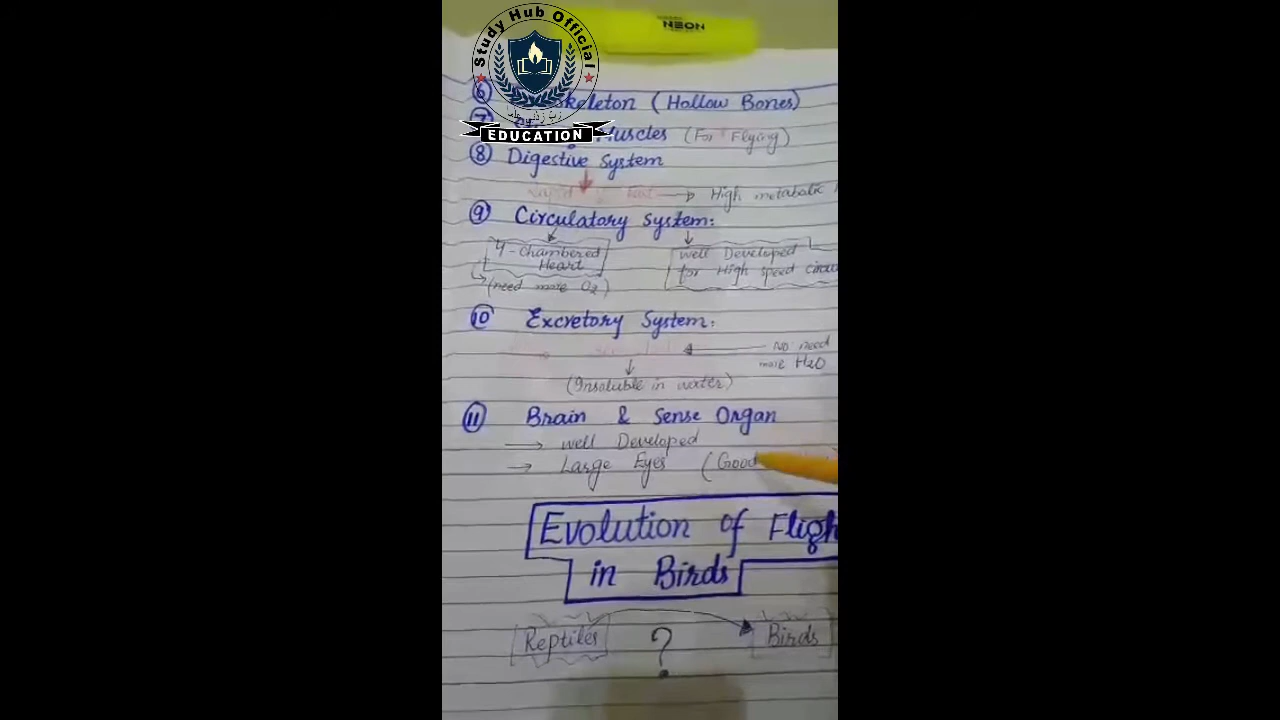 NEON
Study Hub Official
EDUCATION
6 skeleton (Hollow Bones)
7 Muscles (For Flying)
8 Digestive System
High metabolic
9 Circulatory System:
4-chambered Heart
(need more O2)
well Developed
for High speed
10 Excretory System:
No need
more H2O
(Insoluble in water)
11 Brain & Sense Organ
→ well Developed
→ Large Eyes (Good
Evolution of Fligh
in Birds
Reptiles ? Birds